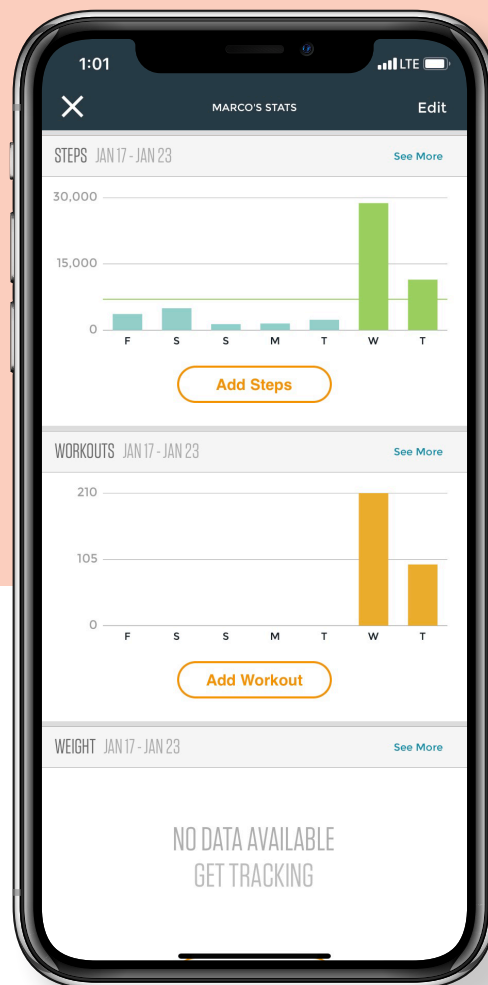 1:01 LTE
MARCO'S STATS Edit
STEPS JAN 17 - JAN 23 See More
30,000
15,000
0
F S S M T W T
Add Steps
WORKOUTS JAN 17 - JAN 23 See More
210
105
0
F S S M T W T
Add Workout
WEIGHT JAN 17 - JAN 23 See More
NO DATA AVAILABLE
GET TRACKING